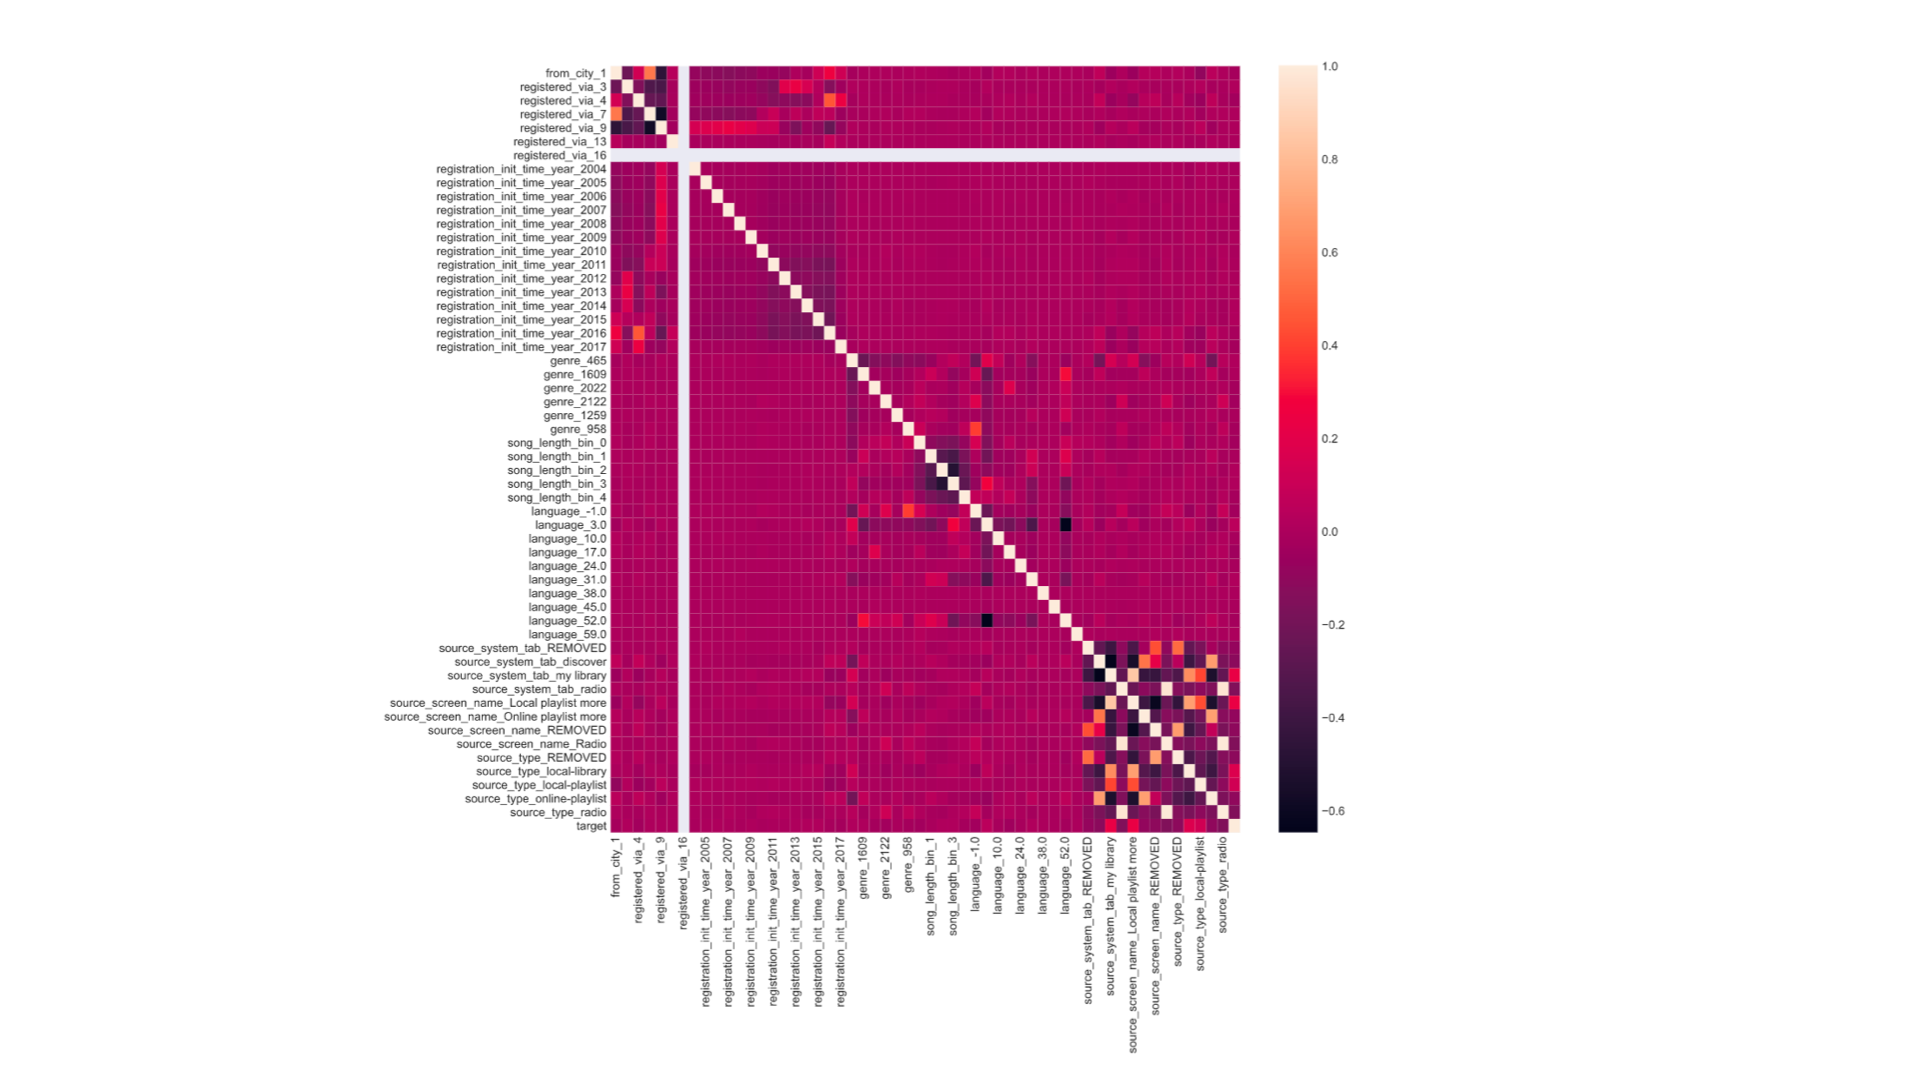 from_city_1
registered_via_3
registered_via_4
registered_via_7
registered_via_9
registered_via_13
registered_via_16
registration_init_time_year_2004
registration_init_time_year_2005
registration_init_time_year_2006
registration_init_time_year_2007
registration_init_time_year_2008
registration_init_time_year_2009
registration_init_time_year_2010
registration_init_time_year_2011
registration_init_time_year_2012
registration_init_time_year_2013
registration_init_time_year_2014
registration_init_time_year_2015
registration_init_time_year_2016
registration_init_time_year_2017
genre_465
genre_1609
genre_2022
genre_2122
genre_1259
genre_958
song_length_bin_0
song_length_bin_1
song_length_bin_2
song_length_bin_3
song_length_bin_4
language_-1.0
language_3.0
language_10.0
language_17.0
language_24.0
language_31.0
language_38.0
language_45.0
language_52.0
language_59.0
source_system_tab_REMOVED
source_system_tab_discover
source_system_tab_my library
source_system_tab_radio
source_screen_name_Local playlist more
source_screen_name_Online playlist more
source_screen_name_REMOVED
source_screen_name_Radio
source_type_REMOVED
source_type_local-library
source_type_local-playlist
source_type_online-playlist
source_type_radio
target
from_city_1
registered_via_4
registered_via_9
registered_via_16
registration_init_time_year_2005
registration_init_time_year_2007
registration_init_time_year_2009
registration_init_time_year_2011
registration_init_time_year_2013
registration_init_time_year_2015
registration_init_time_year_2017
genre_1609
genre_2122
genre_958
song_length_bin_1
song_length_bin_3
language_-1.0
language_10.0
language_24.0
language_38.0
language_52.0
source_system_tab_REMOVED
source_system_tab_my library
source_screen_name_Local playlist more
source_screen_name_REMOVED
source_type_REMOVED
source_type_local-playlist
source_type_radio
1.0
0.8
0.6
0.4
0.2
0.0
−0.2
−0.4
−0.6